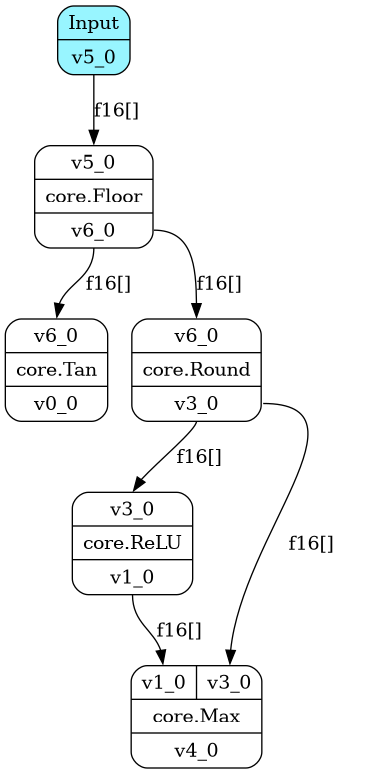 Input
v5_0
f16[]
v5_0
core.Floor
v6_0
f16[]
f16[]
v6_0
core.Tan
v0_0
v6_0
core.Round
v3_0
f16[]
f16[]
v3_0
core.ReLU
v1_0
f16[]
v1_0 v3_0
core.Max
v4_0